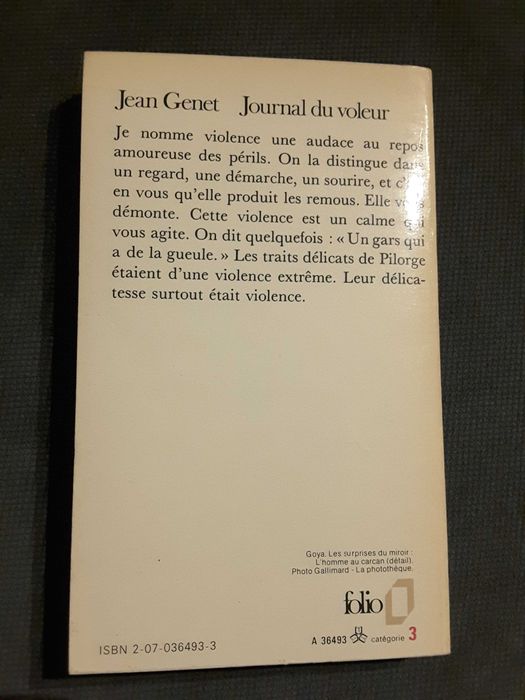 Jean Genet Journal du voleur
Je nomme violence une audace au repos
amoureuse des périls. On la distingue dans
un regard, une démarche, un sourire, et c'est
en vous qu'elle produit les remous. Elle vous
démonte. Cette violence est un calme qui
vous agite. On dit quelquefois : « Un gars qui
a de la gueule. » Les traits délicats de Pilorge
étaient d'une violence extrême. Leur délica-
tesse surtout était violence.
Goya. Les surprises du miroir :
L'homme au carcan (détail).
Photo Gallimard - La photothèque.
folio
ISBN 2-07-036493-3
A 36493 catégorie 3